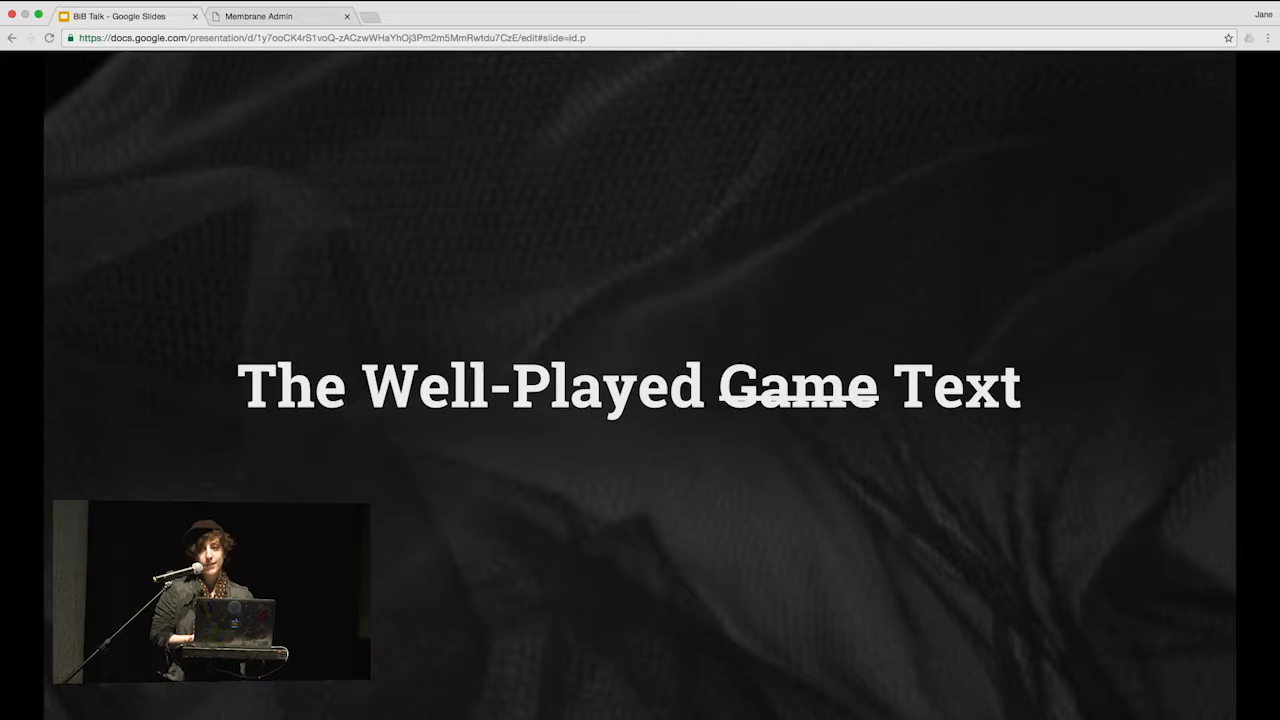 BiB Talk - Google Slides
Membrane Admin
Jane
https://docs.google.com/presentation/d/1y7ooCK4rS1voQ-zACzwWHaYhOj3Pm2m5MmRwtdu7CzE/edit#slide=id.p
The Well-Played Game Text